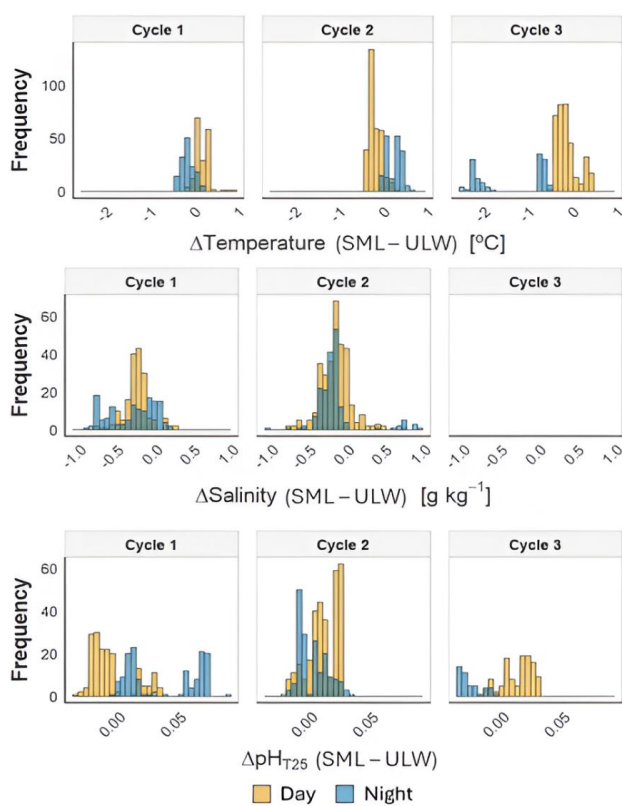 Cycle 1 Cycle 2 Cycle 3
Frequency
100
50
0
-2 -1 0 1 -2 -1 0 1 -2 -1 0 1
ΔTemperature (SML – ULW) [ºC]
Cycle 1 Cycle 2 Cycle 3
Frequency
60
40
20
0
-1.0 -0.5 0.0 0.5 1.0 -1.0 -0.5 0.0 0.5 1.0 -1.0 -0.5 0.0 0.5 1.0
ΔSalinity (SML – ULW) [g kg⁻¹]
Cycle 1 Cycle 2 Cycle 3
Frequency
60
40
20
0
0.00 0.05 0.00 0.05 0.00 0.05
ΔpH_T25 (SML – ULW)
Day Night